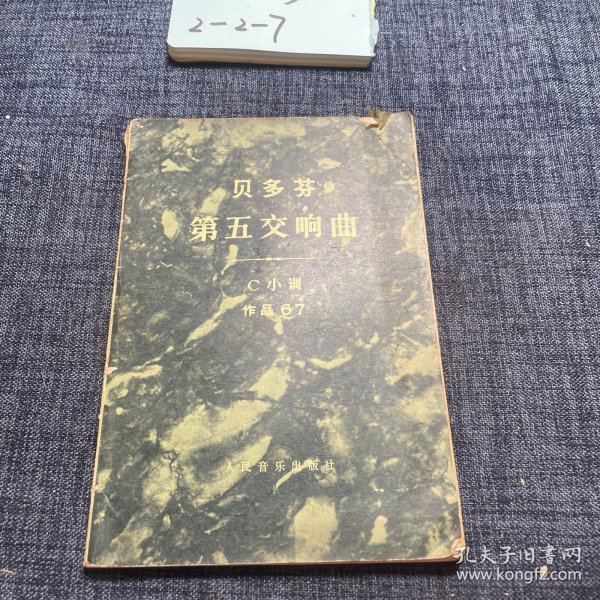 2-2-7
贝多芬
第五交响曲
C小调
作品67
人民音乐出版社
孔夫子旧书网
www.kongfz.com